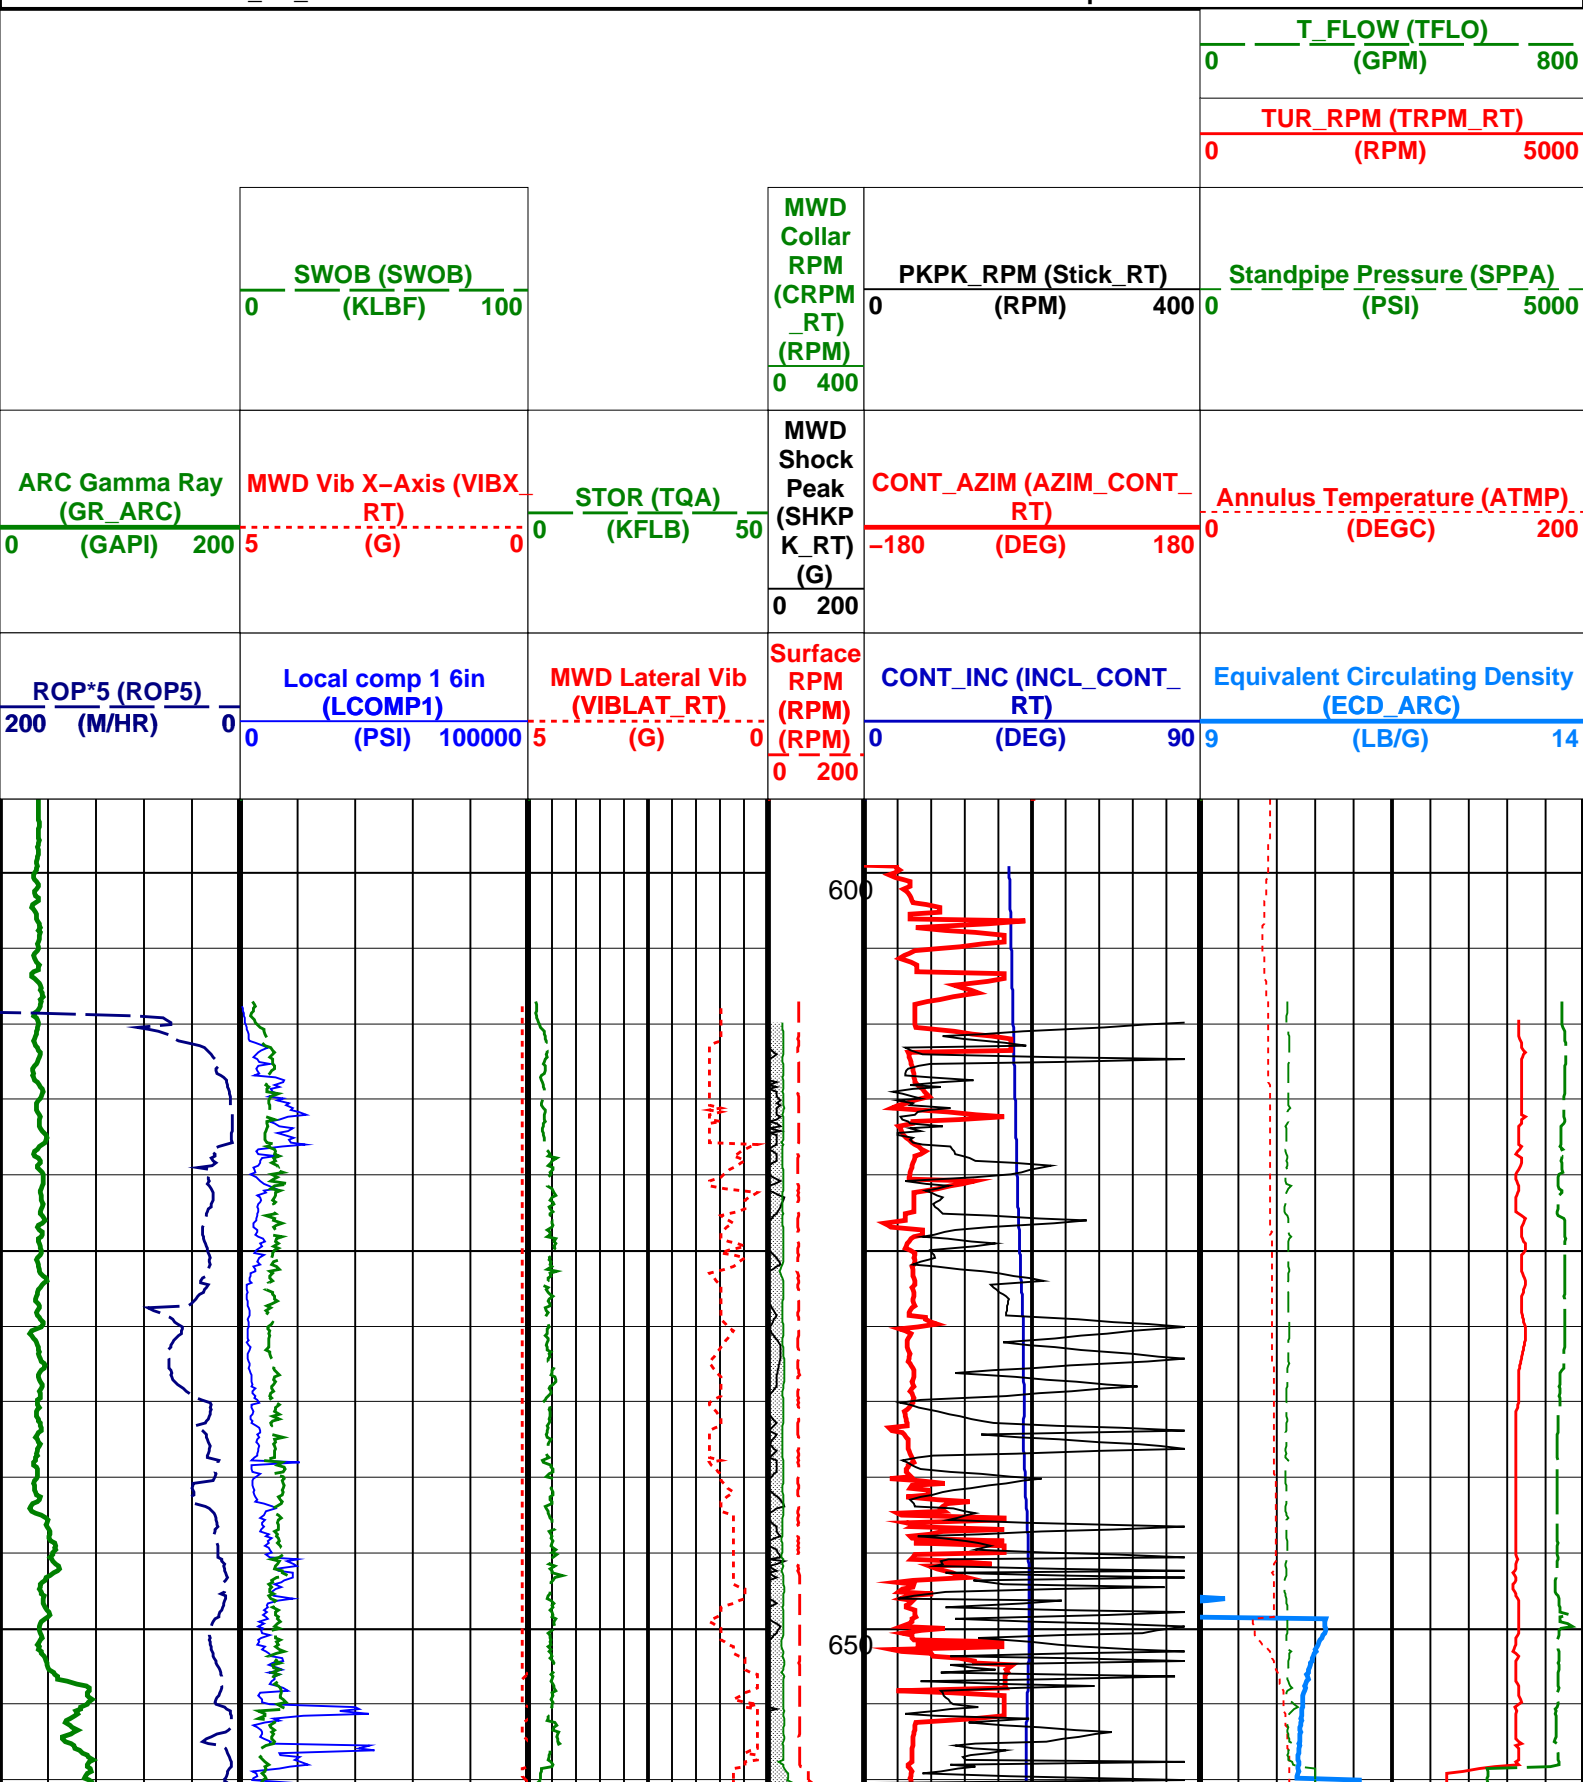 T_FLOW (TFLO)
0 (GPM) 800
TUR_RPM (TRPM_RT)
0 (RPM) 5000
SWOB (SWOB)
0 (KLBF) 100
MWD
Collar
RPM
(CRPM
_RT)
(RPM)
0 400
PKPK_RPM (Stick_RT)
0 (RPM) 400
Standpipe Pressure (SPPA)
0 (PSI) 5000
ARC Gamma Ray
(GR_ARC)
0 (GAPI) 200
MWD Vib X−Axis (VIBX_
RT)
5 (G) 0
STOR (TQA)
0 (KFLB) 50
MWD
Shock
Peak
(SHKP
K_RT)
(G)
0 200
CONT_AZIM (AZIM_CONT_
RT)
−180 (DEG) 180
Annulus Temperature (ATMP)
0 (DEGC) 200
ROP*5 (ROP5)
200 (M/HR) 0
Local comp 1 6in
(LCOMP1)
0 (PSI) 100000
MWD Lateral Vib
(VIBLAT_RT)
5 (G) 0
Surface
RPM
(RPM)
(RPM)
0 200
CONT_INC (INCL_CONT_
RT)
0 (DEG) 90
Equivalent Circulating Density
(ECD_ARC)
9 (LB/G) 14
600
650